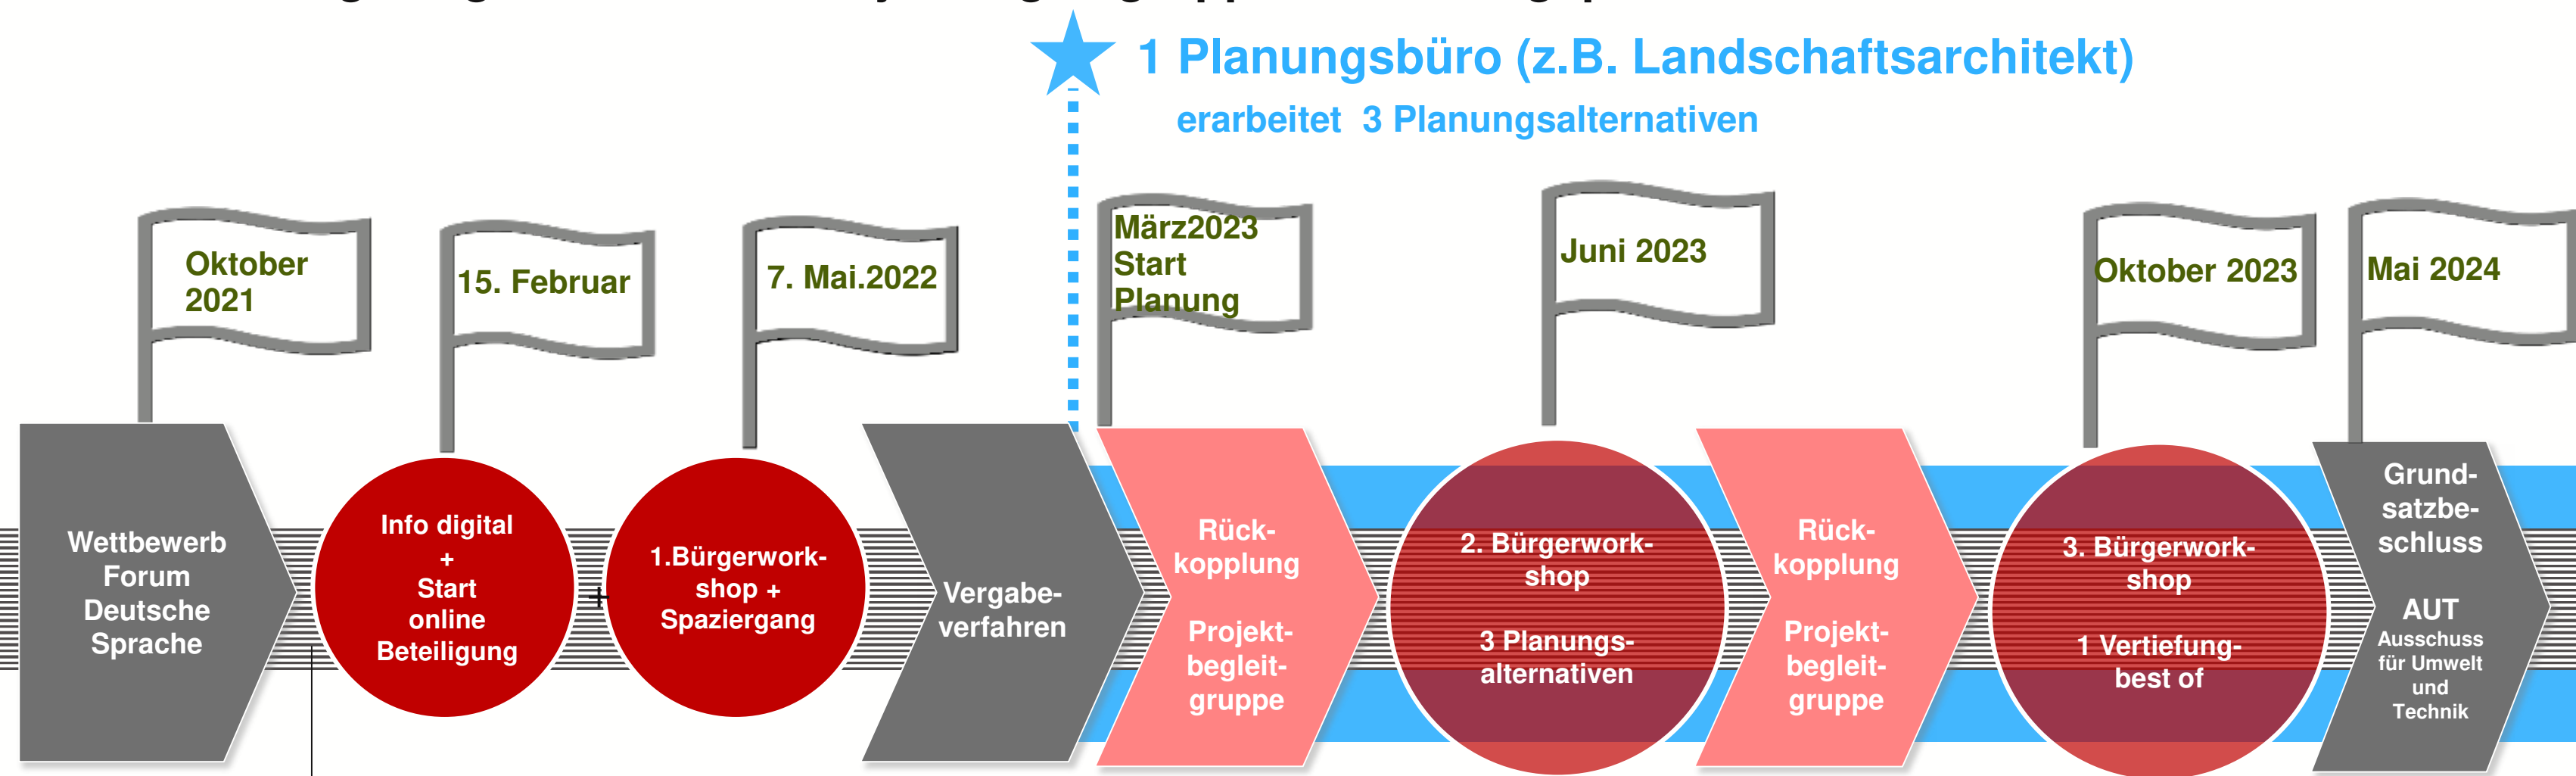 1 Planungsbüro (z.B. Landschaftsarchitekt)
erarbeitet 3 Planungsalternativen
Oktober
2021
15. Februar
7. Mai.2022
März2023
Start
Planung
Juni 2023
Oktober 2023
Mai 2024
Wettbewerb
Forum
Deutsche
Sprache
Info digital
+
Start
online
Beteiligung
+
1.Bürgerwork-
shop +
Spaziergang
Vergabe-
verfahren
Rück-
kopplung
Projekt-
begleit-
gruppe
2. Bürgerwork-
shop
3 Planungs-
alternativen
Rück-
kopplung
Projekt-
begleit-
gruppe
3. Bürgerwork-
shop
1 Vertiefung-
best of
Grund-
satzbe-
schluss
AUT
Ausschuss
für Umwelt
und
Technik